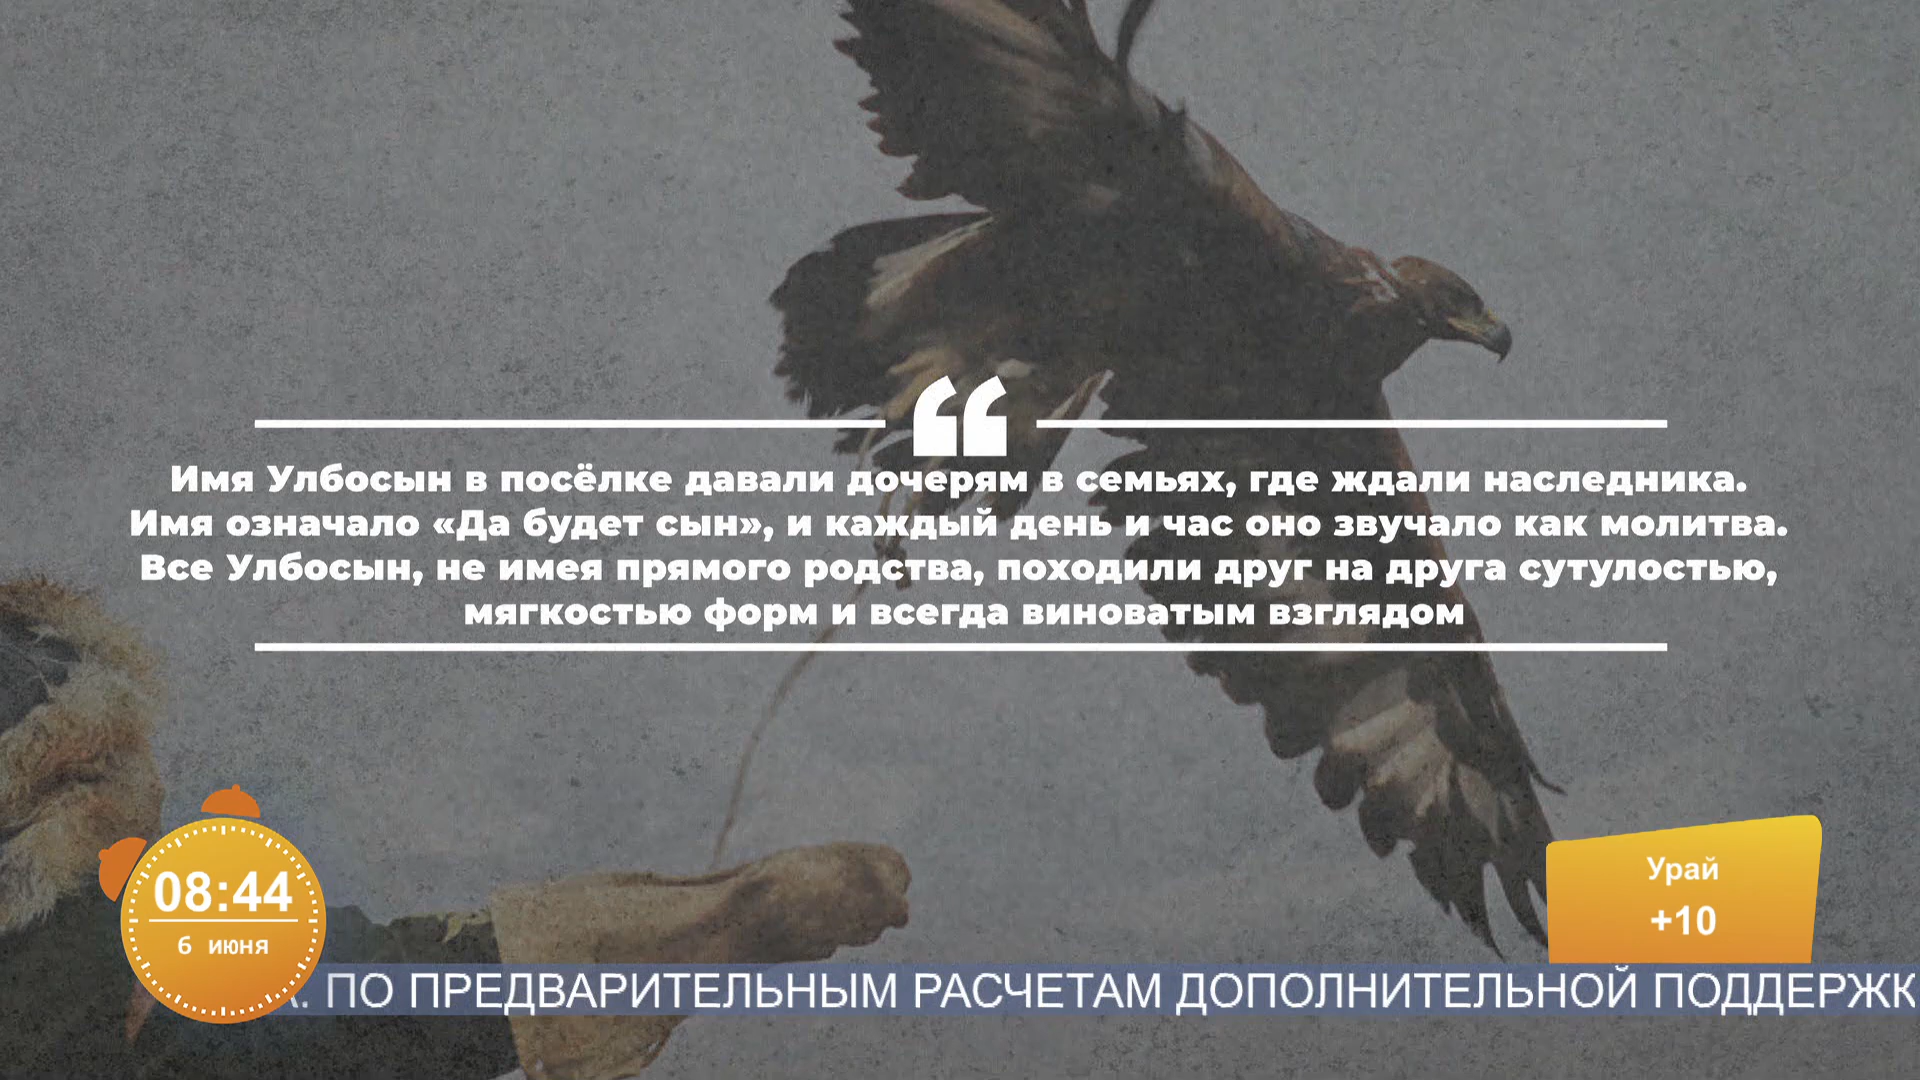 Имя Улбосын в посёлке давали дочерям в семьях, где ждали наследника.
Имя означало «Да будет сын», и каждый день и час оно звучало как молитва.
Все Улбосын, не имея прямого родства, походили друг на друга сутулостью,
мягкостью форм и всегда виноватым взглядом
08:44
6 июня
Урай
+10
ПО ПРЕДВАРИТЕЛЬНЫМ РАСЧЕТАМ ДОПОЛНИТЕЛЬНОЙ ПОДДЕРЖК